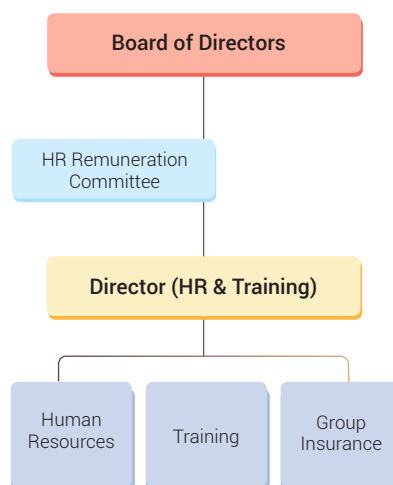 Board of Directors
HR Remuneration
Committee
Director (HR & Training)
Human
Resources
Training
Group
Insurance